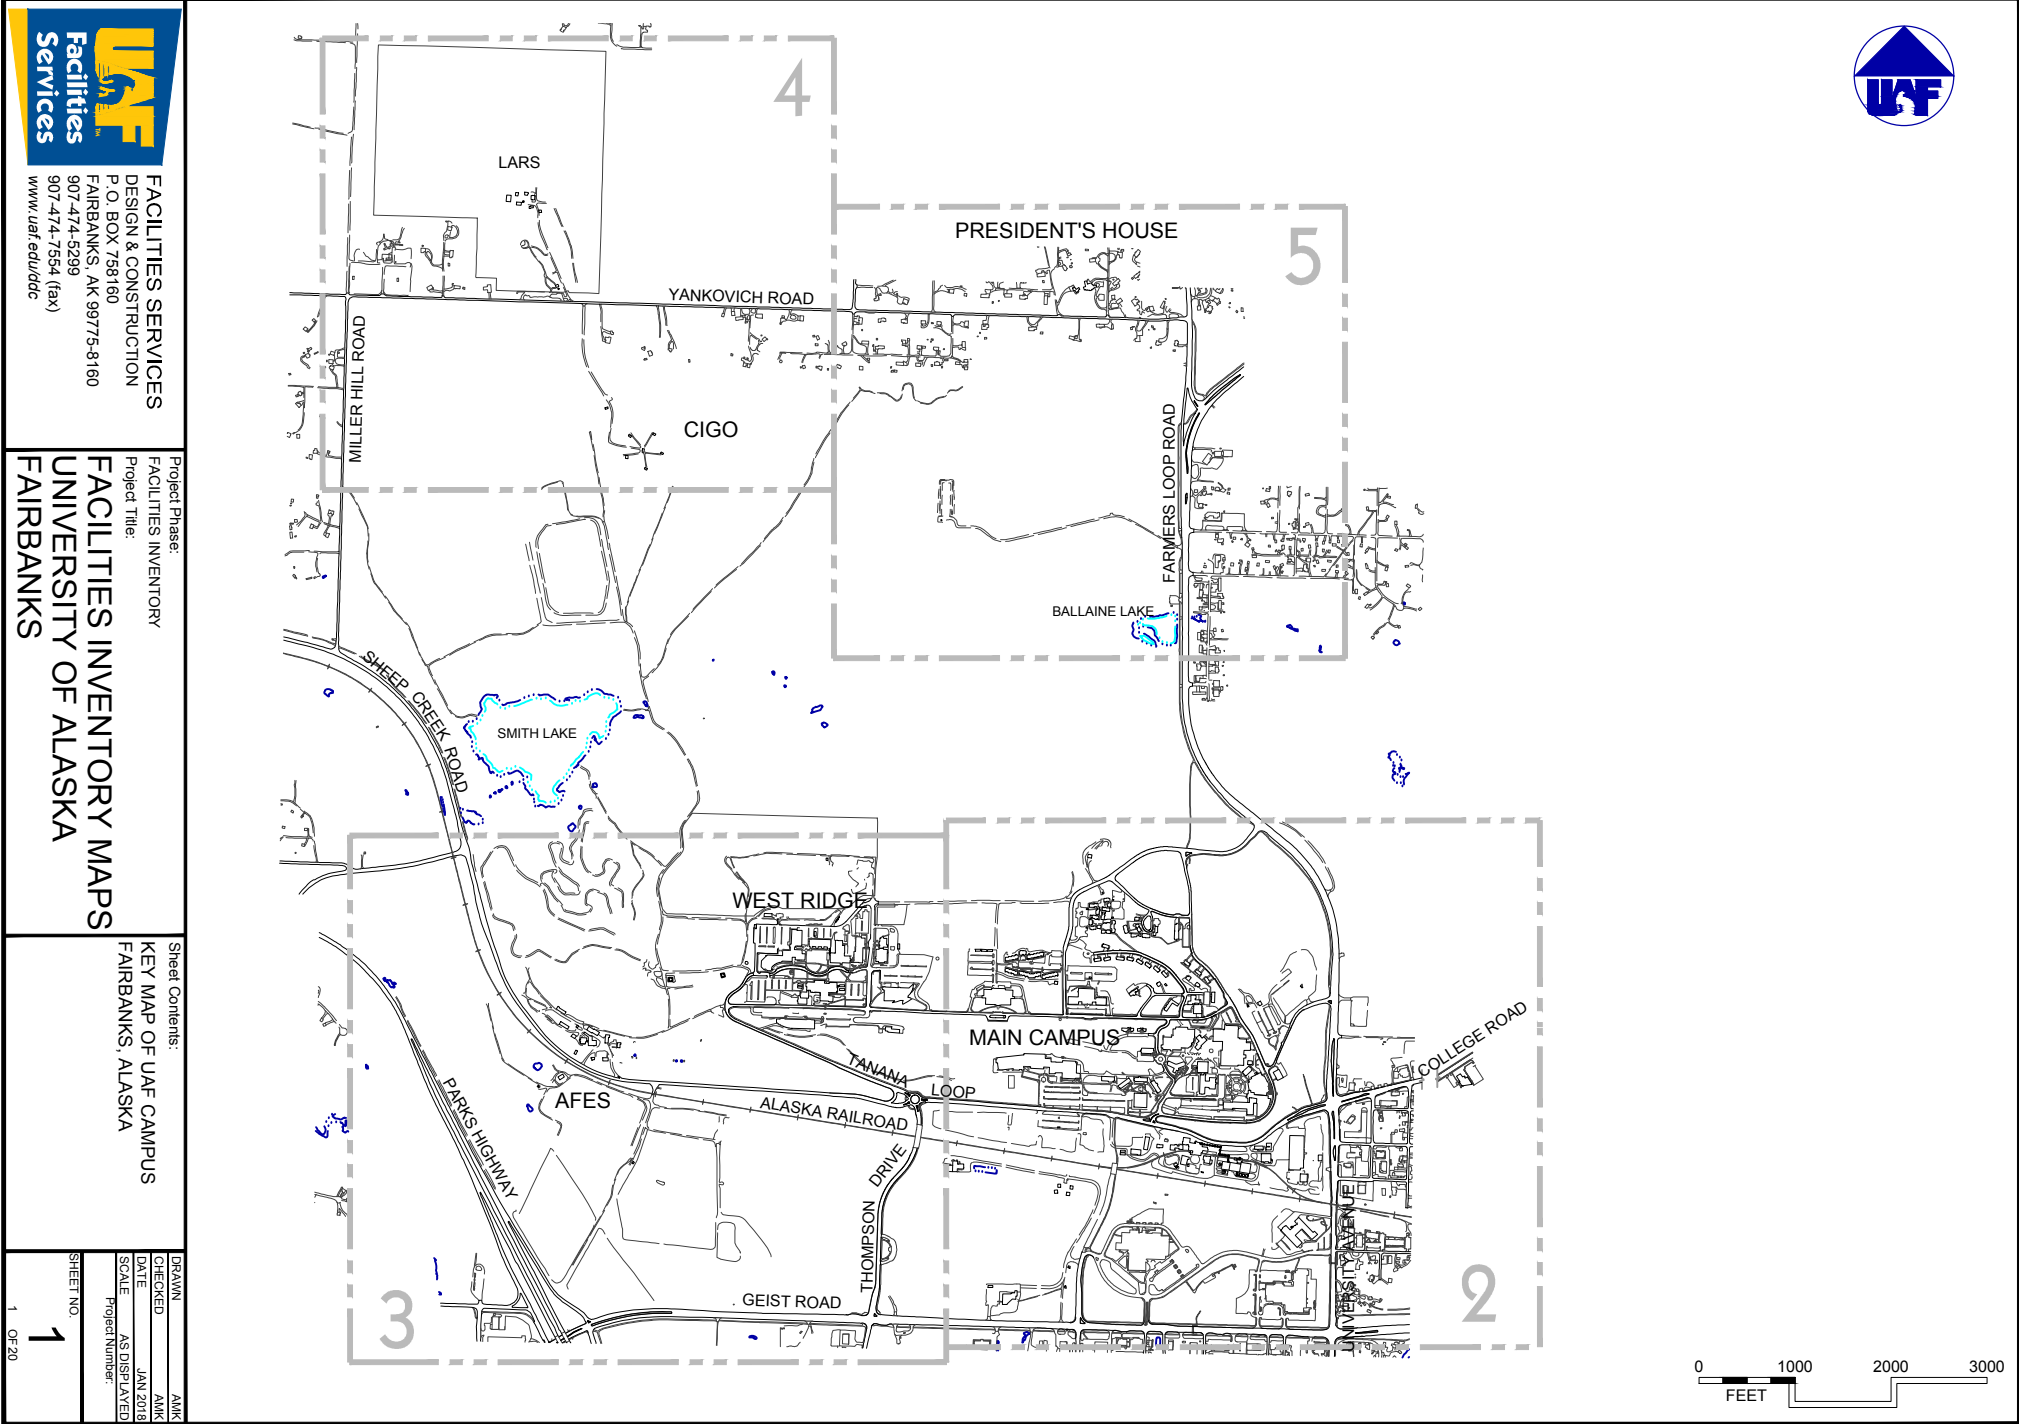 UAF
TM
Facilities
Services
FACILITIES SERVICES
DESIGN & CONSTRUCTION
P.O. BOX 758160
FAIRBANKS, AK 99775-8160
907-474-5299
907-474-7554 (fax)
www.uaf.edu/ddc
Project Phase:
FACILITIES INVENTORY
Project Title:
FACILITIES INVENTORY MAPS
UNIVERSITY OF ALASKA
FAIRBANKS
Sheet Contents:
KEY MAP OF UAF CAMPUS
FAIRBANKS, ALASKA
DRAWN AMK
CHECKED AMK
DATE JAN 2018
SCALE AS DISPLAYED
Project Number:
SHEET NO.
1
1 OF 20
UAF
4
LARS
PRESIDENT'S HOUSE
5
YANKOVICH ROAD
MILLER HILL ROAD
CIGO
FARMERS LOOP ROAD
BALLAINE LAKE
SHEEP CREEK ROAD
SMITH LAKE
WEST RIDGE
MAIN CAMPUS
COLLEGE ROAD
TANANA LOOP
AFES
ALASKA RAILROAD
PARKS HIGHWAY
THOMPSON DRIVE
UNIVERSITY AVENUE
GEIST ROAD
3
2
0 1000 2000 3000
FEET